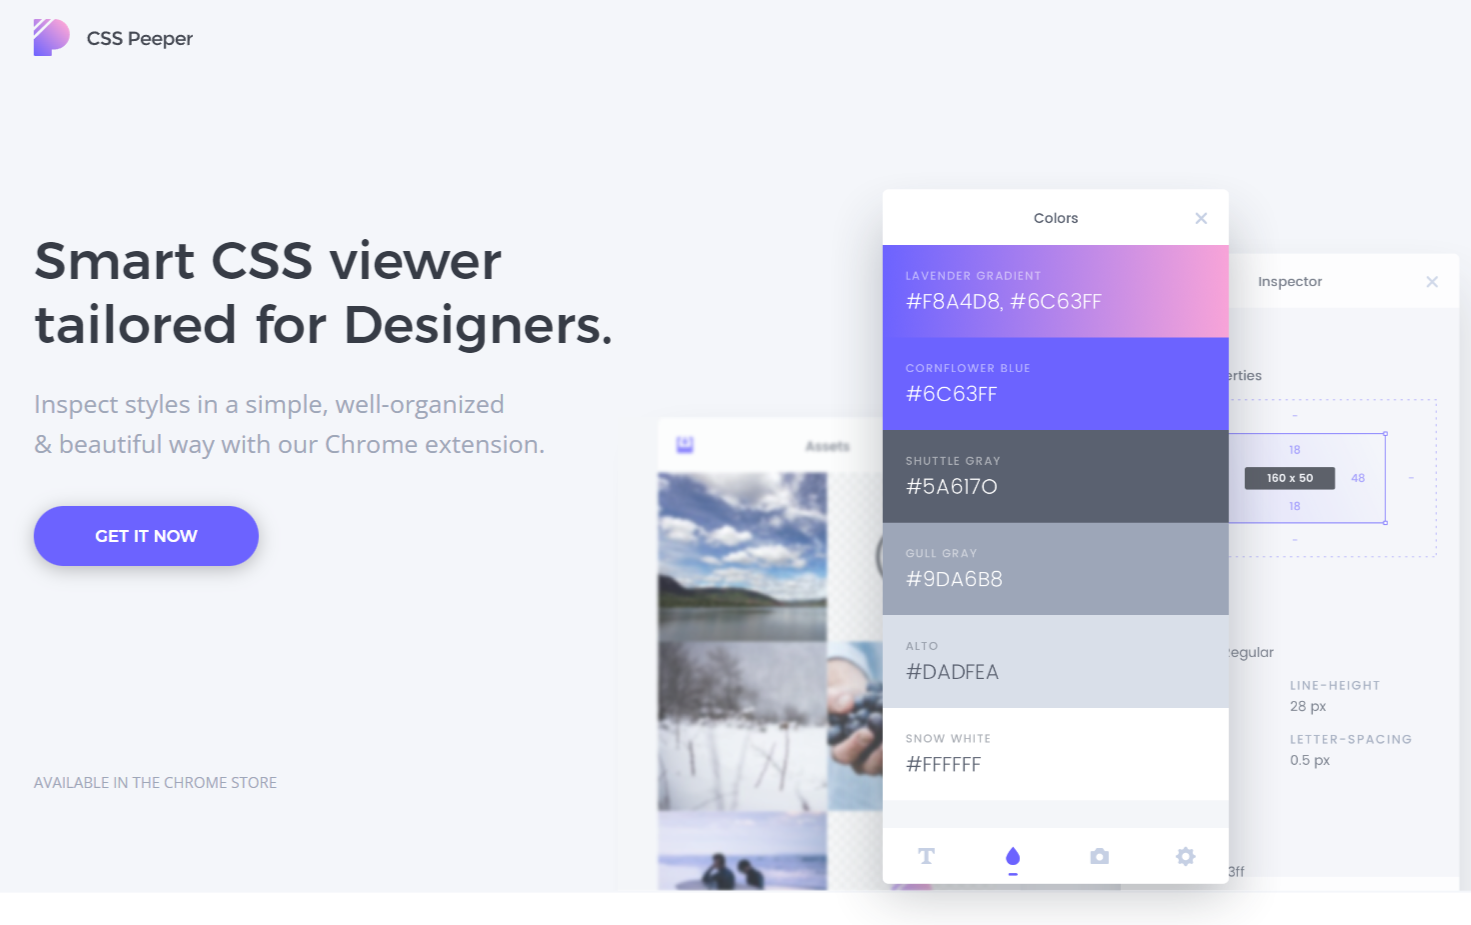 CSS Peeper
Smart CSS viewer
tailored for Designers.
Inspect styles in a simple, well-organized
& beautiful way with our Chrome extension.
GET IT NOW
AVAILABLE IN THE CHROME STORE
Assets
Colors
LAVENDER GRADIENT
#F8A4D8, #6C63FF
CORNFLOWER BLUE
#6C63FF
SHUTTLE GRAY
#5A617O
GULL GRAY
#9DA6B8
ALTO
#DADFEA
SNOW WHITE
#FFFFFF
T
Inspector
erties
-
18
160 x 50
48
-
18
-
Regular
LINE-HEIGHT
28 px
LETTER-SPACING
0.5 px
3ff